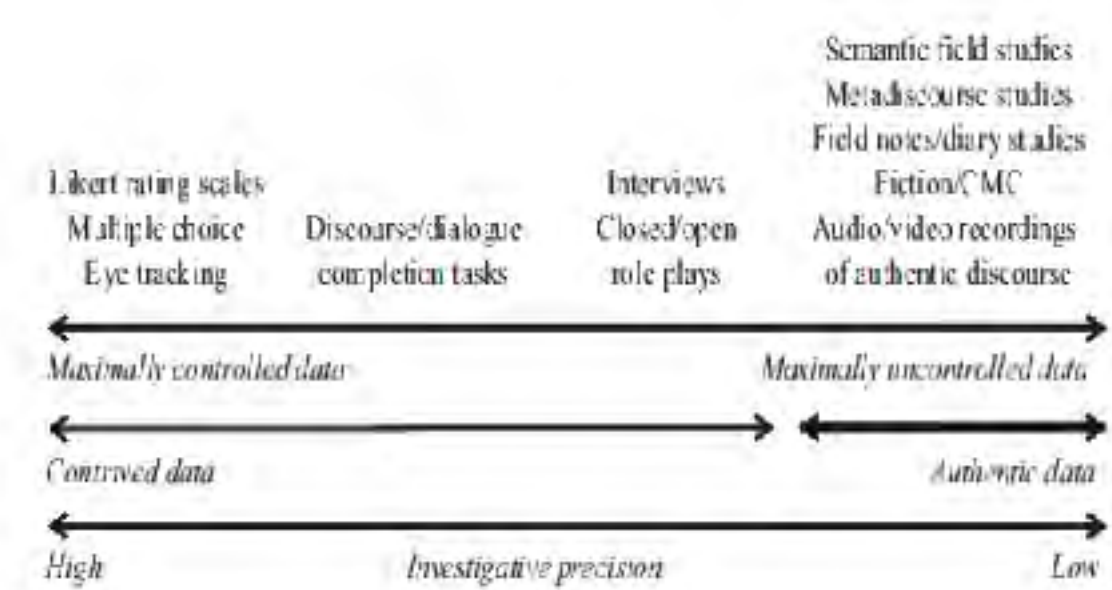 Semantic field studies
Metadiscourse studies
Field notes/diary studies
Likert rating scales
Interviews
Fiction/CMC
Multiple choice
Discourse/dialogue
Closed/open
Audio/video recordings
Eye tracking
completion tasks
role plays
of authentic discourse
Maximally controlled data
Maximally uncontrolled data
Contrived data
Authentic data
High
Investigative precision
Low